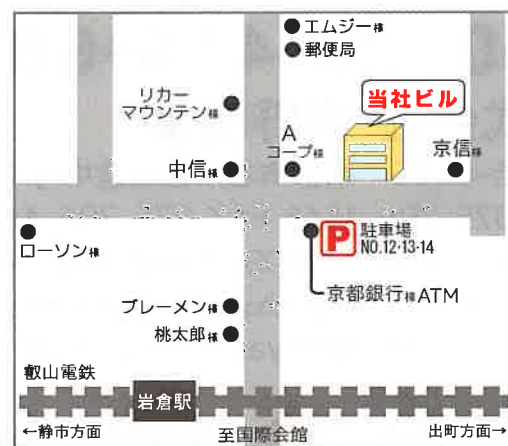 エムジー様
郵便局
当社ビル
リカー
マウンテン様
A
コープ様
中信様
京信様
ローソン様
P
駐車場
NO.12・13・14
京都銀行様ATM
ブレーメン様
桃太郎様
叡山電鉄
岩倉駅
←静市方面
至国際会館
出町方面→